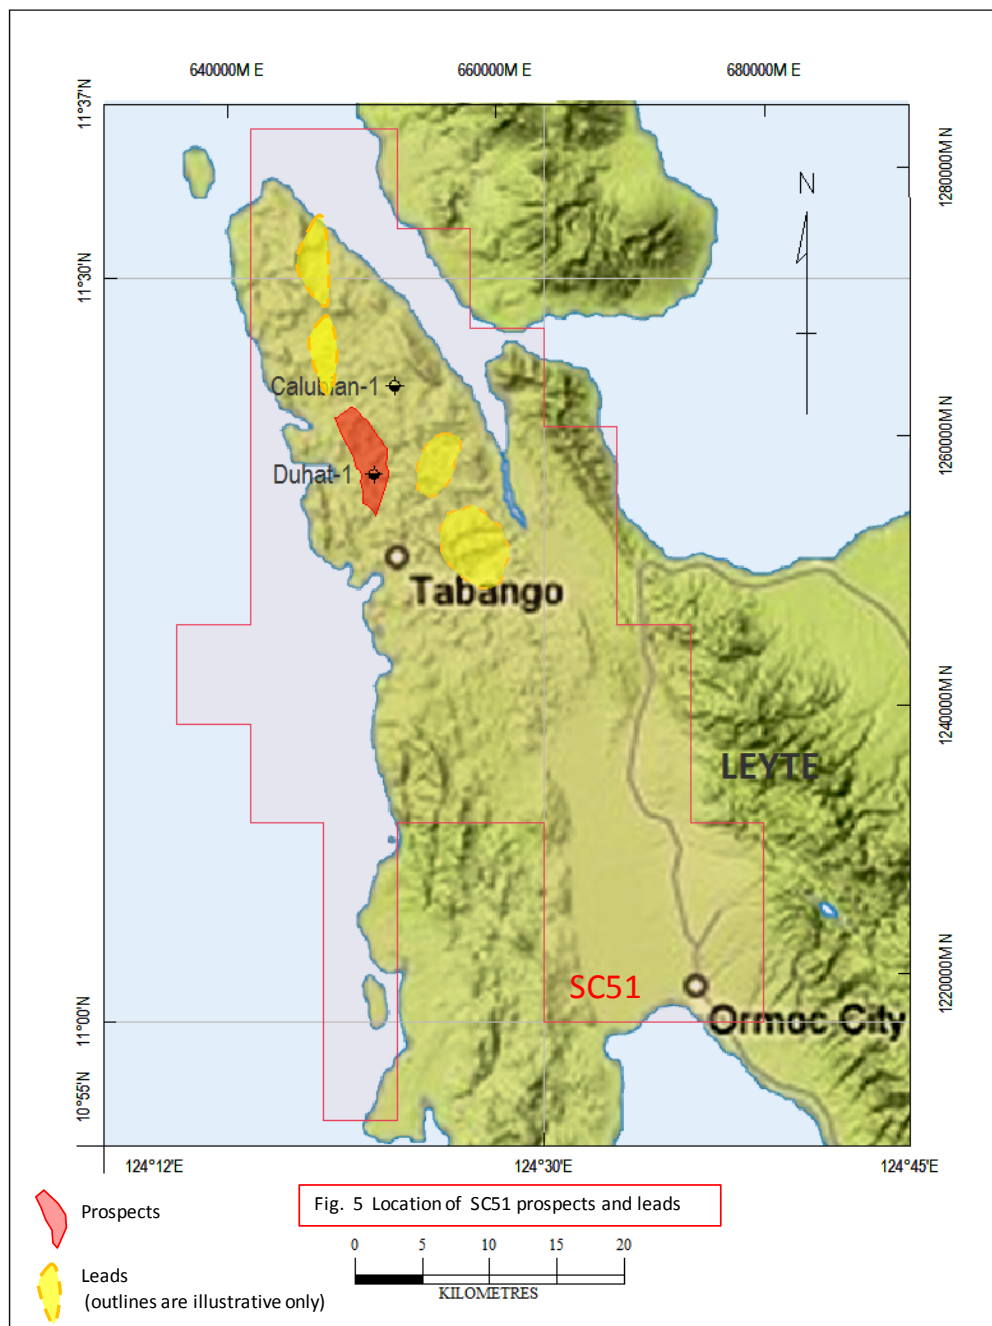 640000M E 660000M E 680000M E
11°37'N
1280000M N
N
11°30'N
Calubian-1
1260000M N
Duhat-1
Tabango
1240000M N
LEYTE
SC51
1220000M N
Ormoc City
11°00'N
10°55'N
124°12'E 124°30'E 124°45'E
Prospects
Fig. 5 Location of SC51 prospects and leads
0 5 10 15 20
KILOMETRES
Leads
(outlines are illustrative only)